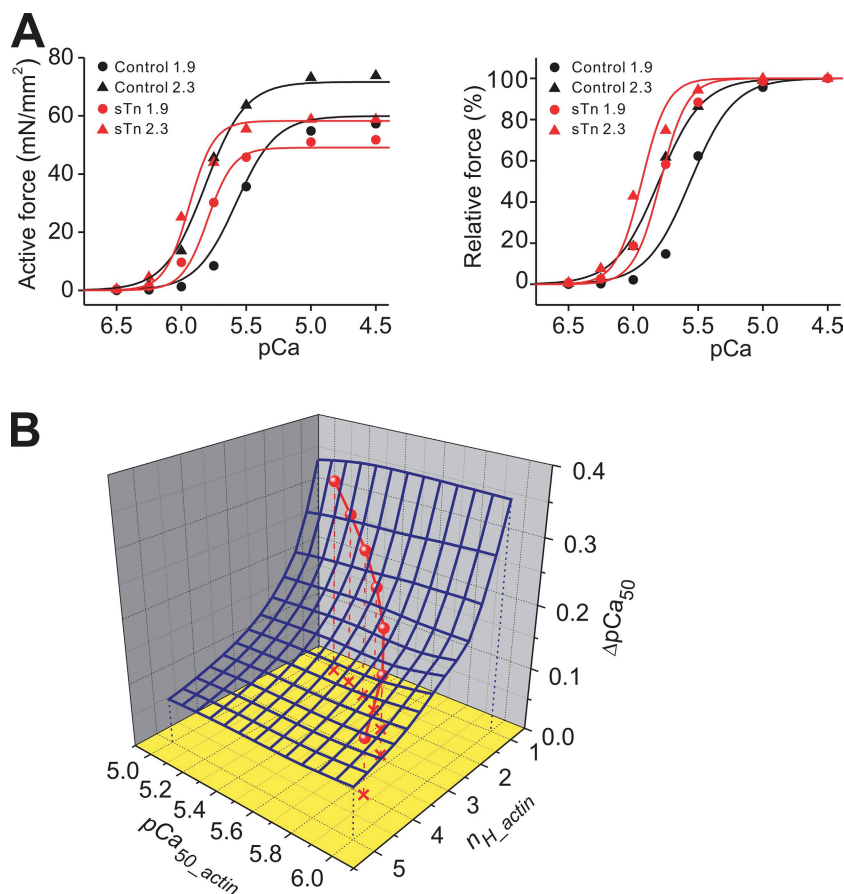 A
Active force (mN/mm²)
80
60
40
20
0
Control 1.9
Control 2.3
sTn 1.9
sTn 2.3
6.5 6.0 5.5 5.0 4.5
pCa
Relative force (%)
100
80
60
40
20
0
Control 1.9
Control 2.3
sTn 1.9
sTn 2.3
6.5 6.0 5.5 5.0 4.5
pCa
B
0.4
0.3
0.2
0.1
0.0
ΔpCa50
5.0 5.2 5.4 5.6 5.8 6.0
pCa50_actin
1 2 3 4 5
nH_actin